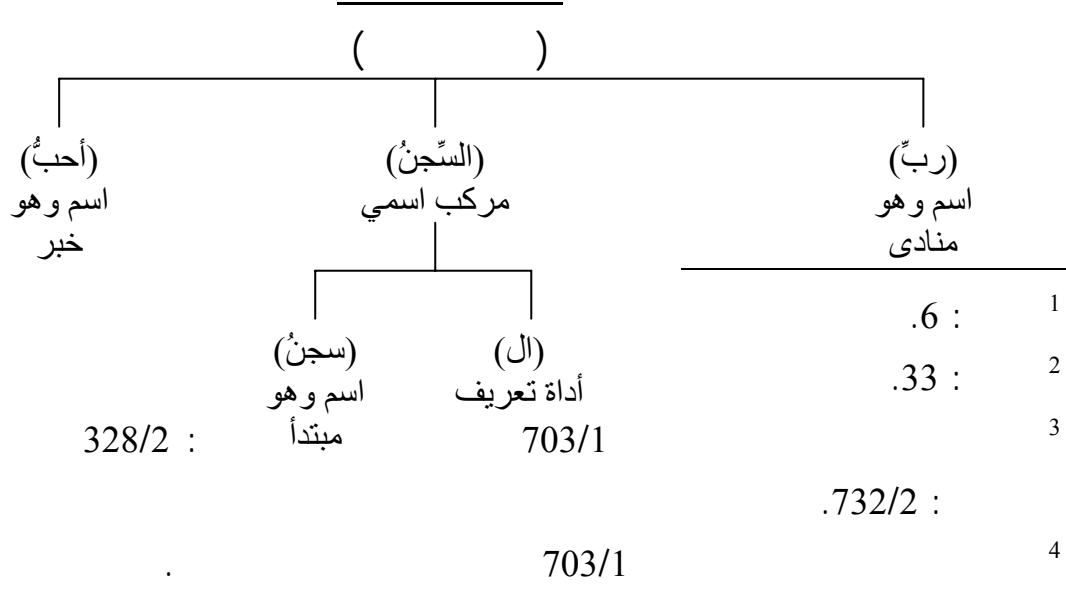 (             )
(ربِّ) (السِّجنُ) (أحبُّ)
اسم وهو مركب اسمي اسم وهو
منادى خبر
(ال) (سجنُ)
أداة تعريف اسم وهو
مبتدأ
1 : 6.
2 : 33.
3 703/1 : 328/2
: 732/2.
4 703/1 .